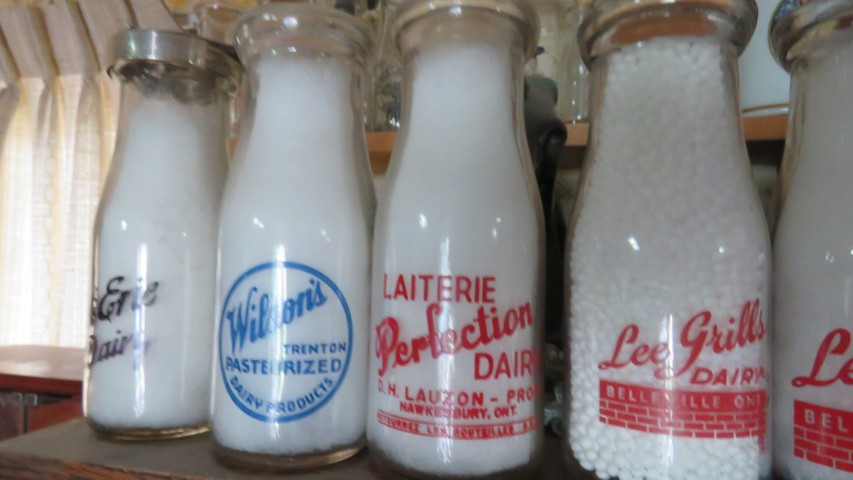 Erie
Dairy
Wilson's
TRENTON
PASTEURIZED
DAIRY PRODUCTS
LAITERIE
Perfection
DAIRY
D.H. LAUZON - PROP
HAWKESBURY, ONT.
Lee Grills
DAIRY
BELLEVILLE ONT
Le
BEL